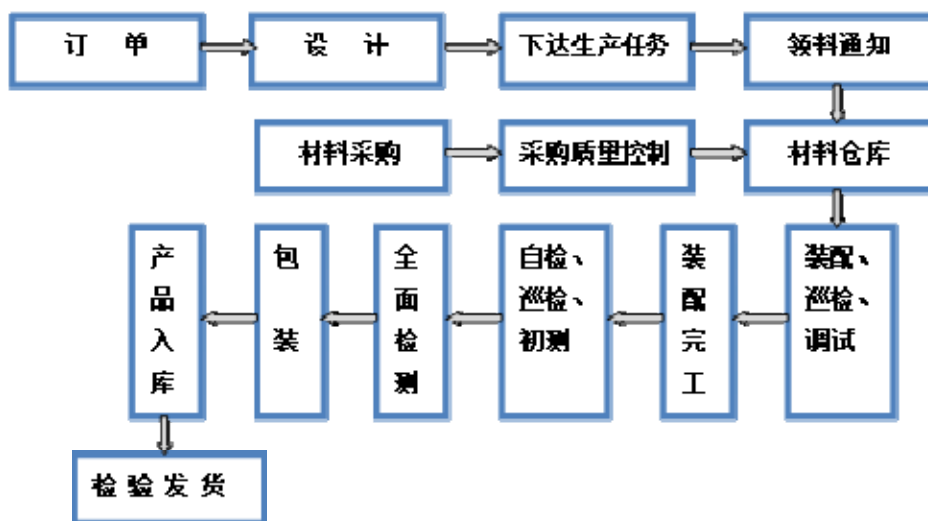 订 单
设 计
下达生产任务
领料通知
材料采购
采购质量控制
材料仓库
产品入库
包装
全面检测
自检、
巡检、
初测
装配完工
装配、
巡检、
调试
检验发货